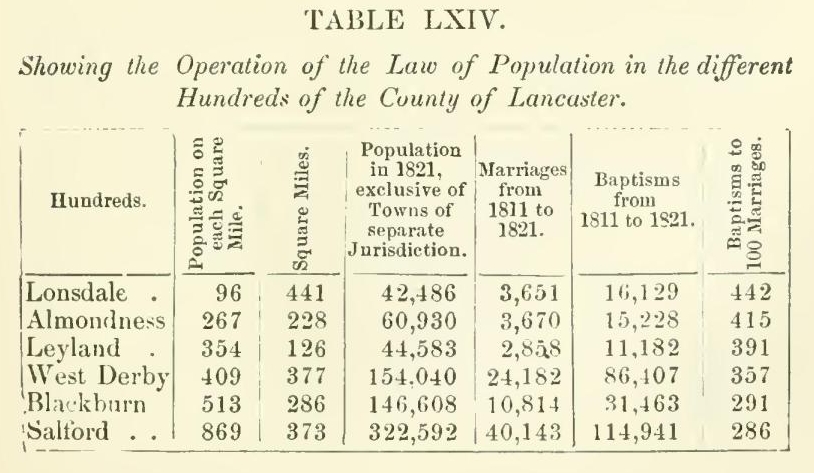 TABLE LXIV.
Showing the Operation of the Law of Population in the different
Hundreds of the County of Lancaster.
Hundreds. Population on each Square Mile. Square Miles. Population in 1821, exclusive of Towns of separate Jurisdiction. Marriages from 1811 to 1821. Baptisms from 1811 to 1821. Baptisms to 100 Marriages.
Lonsdale . 96 441 42,486 3,651 16,129 442
Almondness 267 228 60,930 3,670 15,228 415
Leyland . 354 126 44,583 2,858 11,182 391
West Derby 409 377 154.040 24,182 86,407 357
Blackburn 513 286 146,608 10,814 31,463 291
Salford . . 869 373 322,592 40,143 114,941 286